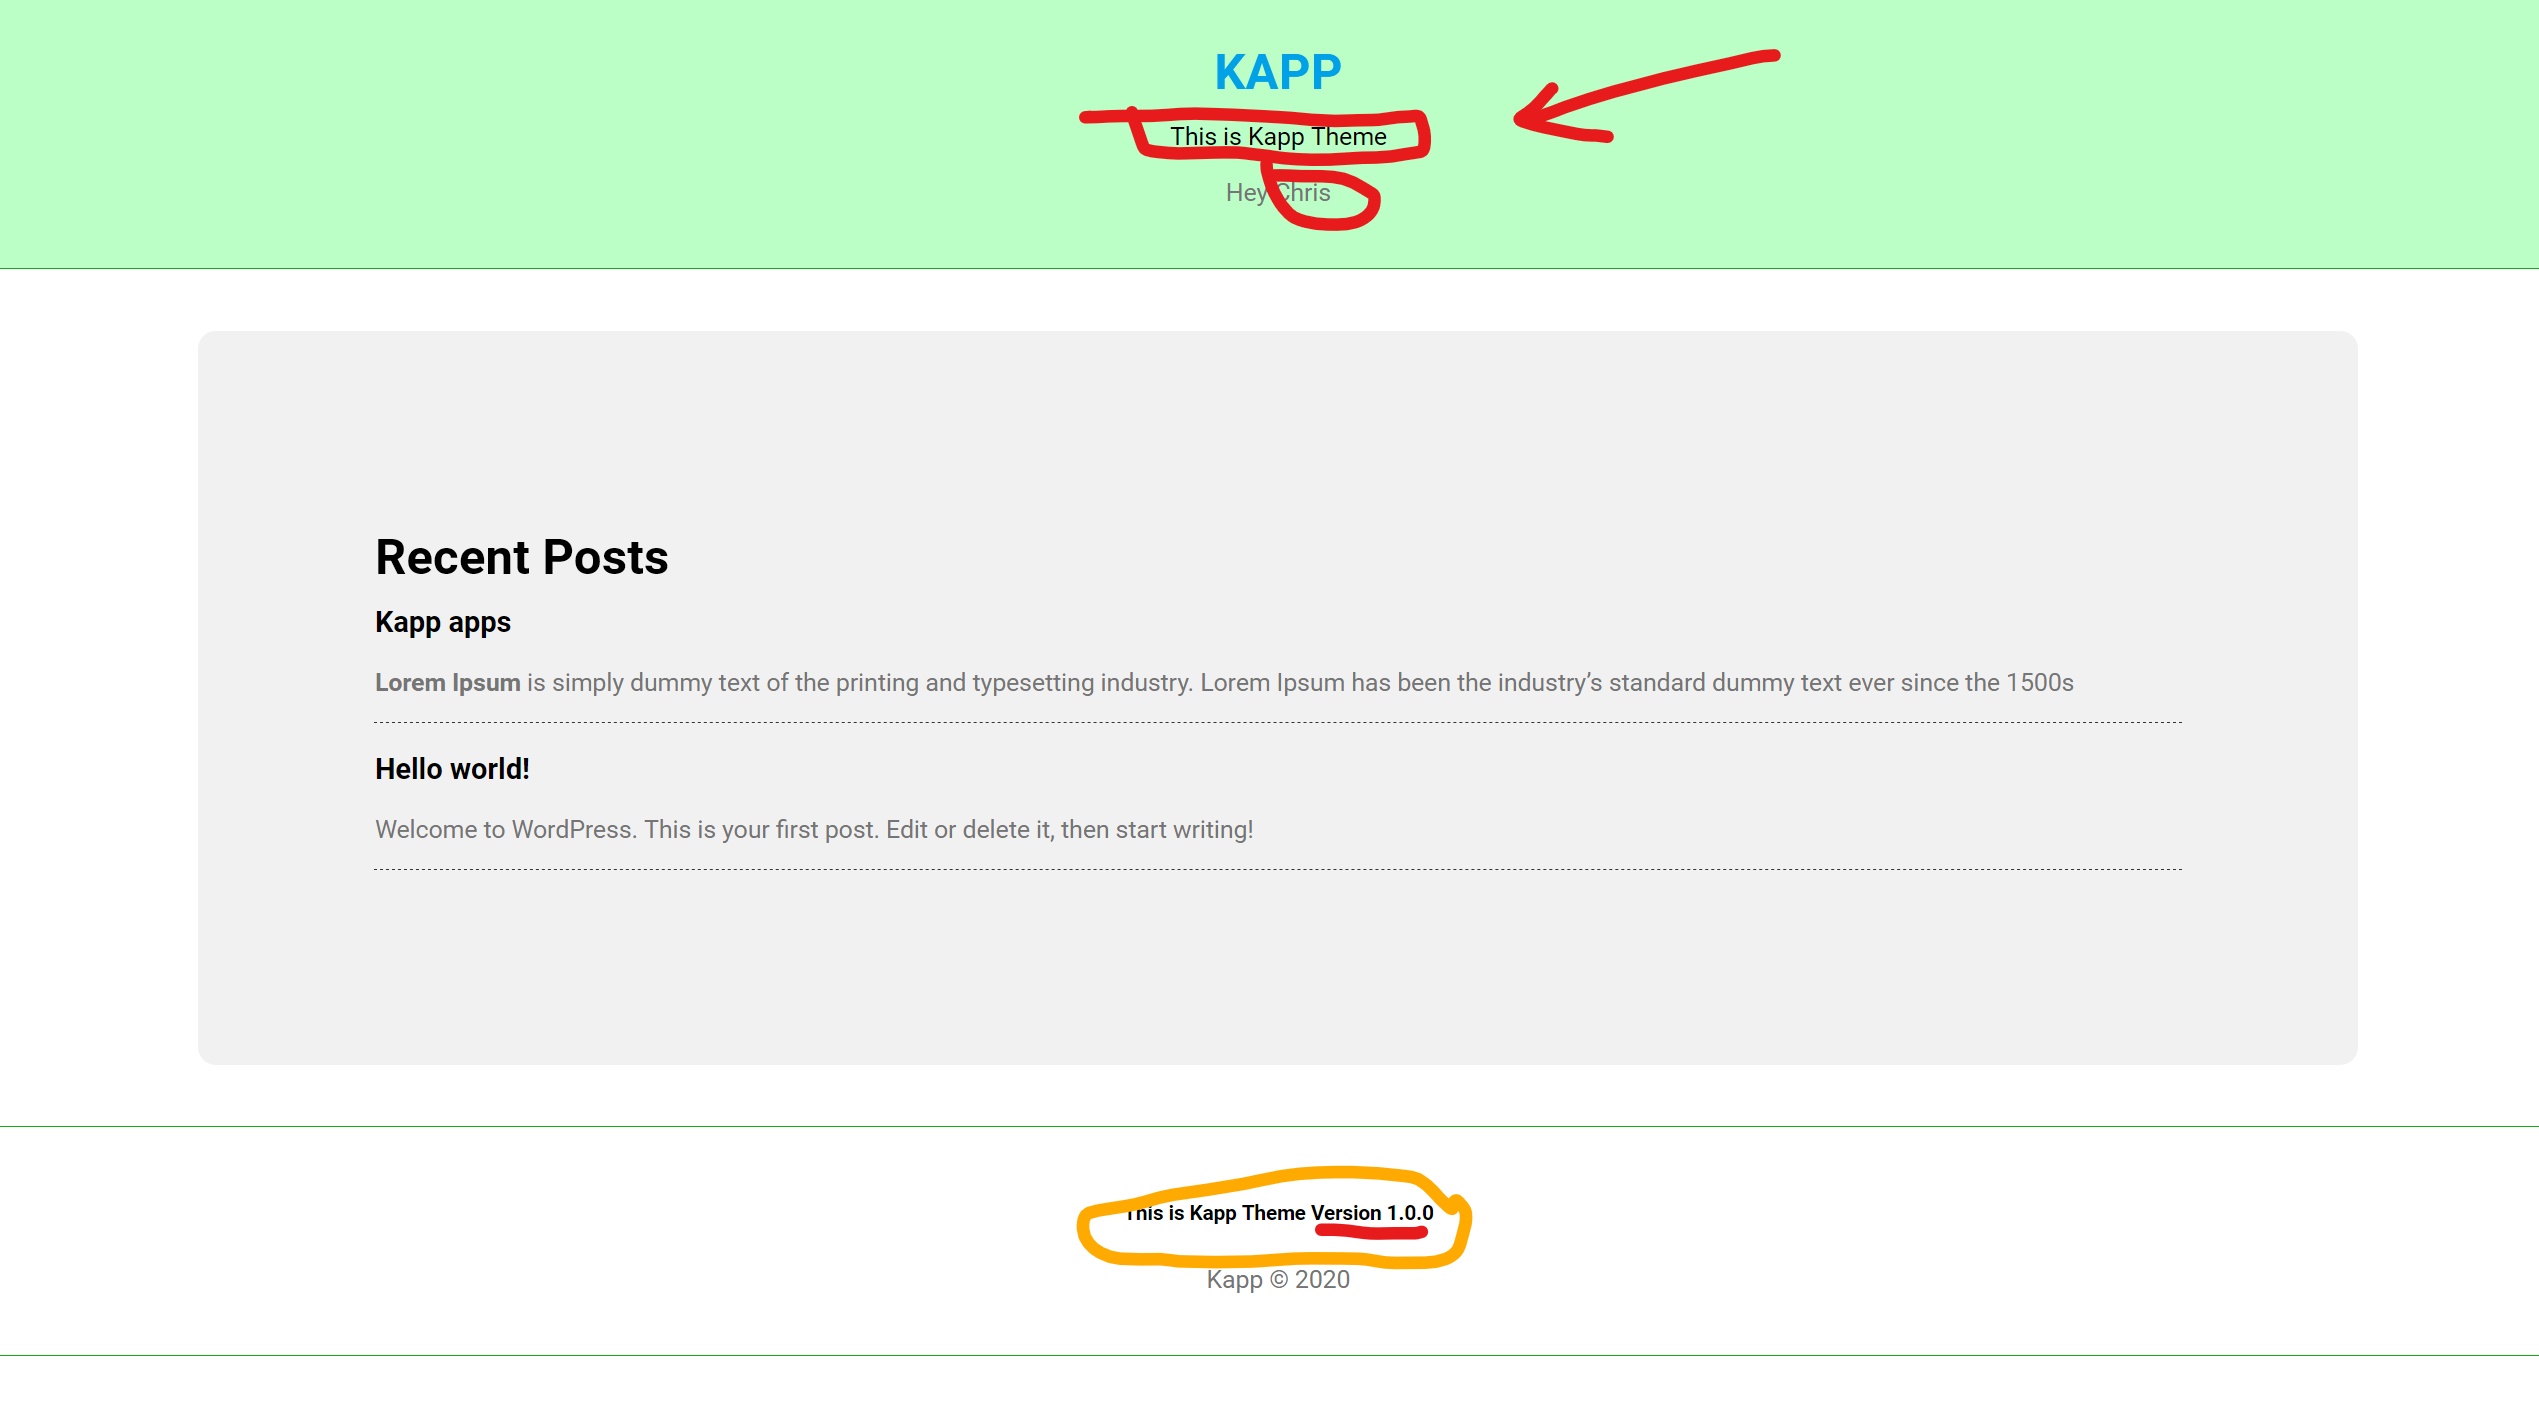 KAPP
This is Kapp Theme
Hey Chris
Recent Posts
Kapp apps
Lorem Ipsum is simply dummy text of the printing and typesetting industry. Lorem Ipsum has been the industry’s standard dummy text ever since the 1500s
Hello world!
Welcome to WordPress. This is your first post. Edit or delete it, then start writing!
This is Kapp Theme Version 1.0.0
Kapp © 2020